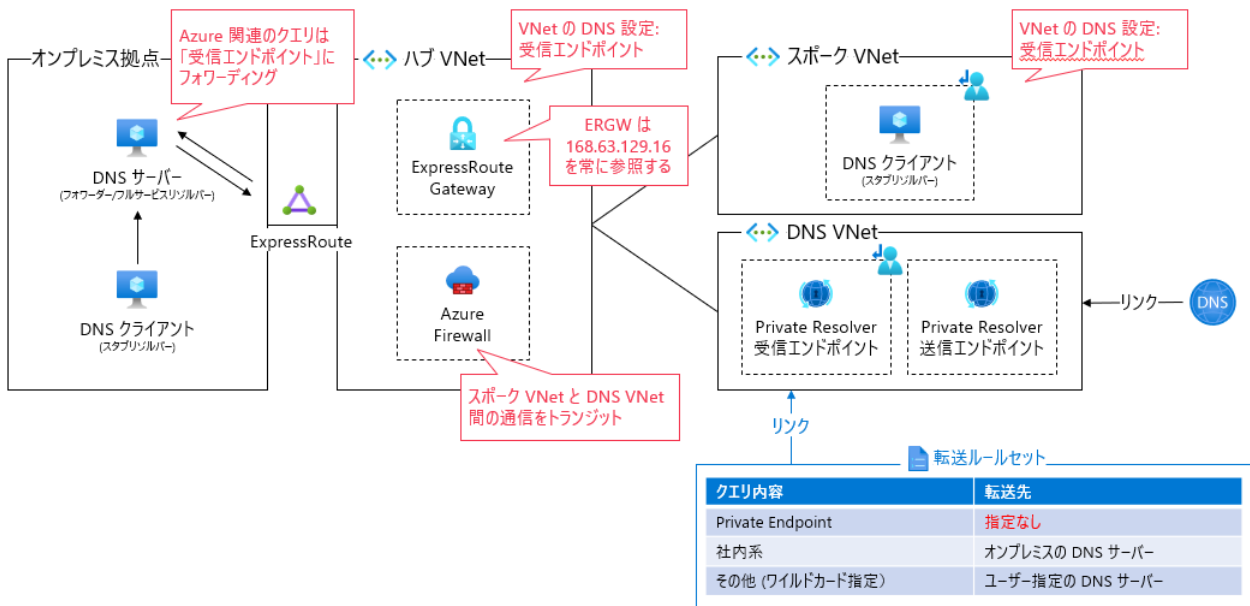 Azure 関連のクエリは
「受信エンドポイント」に
フォワーディング
オンプレミス拠点
DNS サーバー
(フォワーダー/フルサービスリゾルバー)
DNS クライアント
(スタブリゾルバー)
ExpressRoute
ハブ VNet
VNet の DNS 設定:
受信エンドポイント
ExpressRoute
Gateway
ERGW は
168.63.129.16
を常に参照する
Azure
Firewall
スポーク VNet と DNS VNet
間の通信をトランジット
スポーク VNet
VNet の DNS 設定:
受信エンドポイント
DNS クライアント
(スタブリゾルバー)
DNS VNet
Private Resolver
受信エンドポイント
Private Resolver
送信エンドポイント
リンク
DNS
リンク
転送ルールセット
クエリ内容 転送先
Private Endpoint 指定なし
社内系 オンプレミスの DNS サーバー
その他 (ワイルドカード指定) ユーザー指定の DNS サーバー